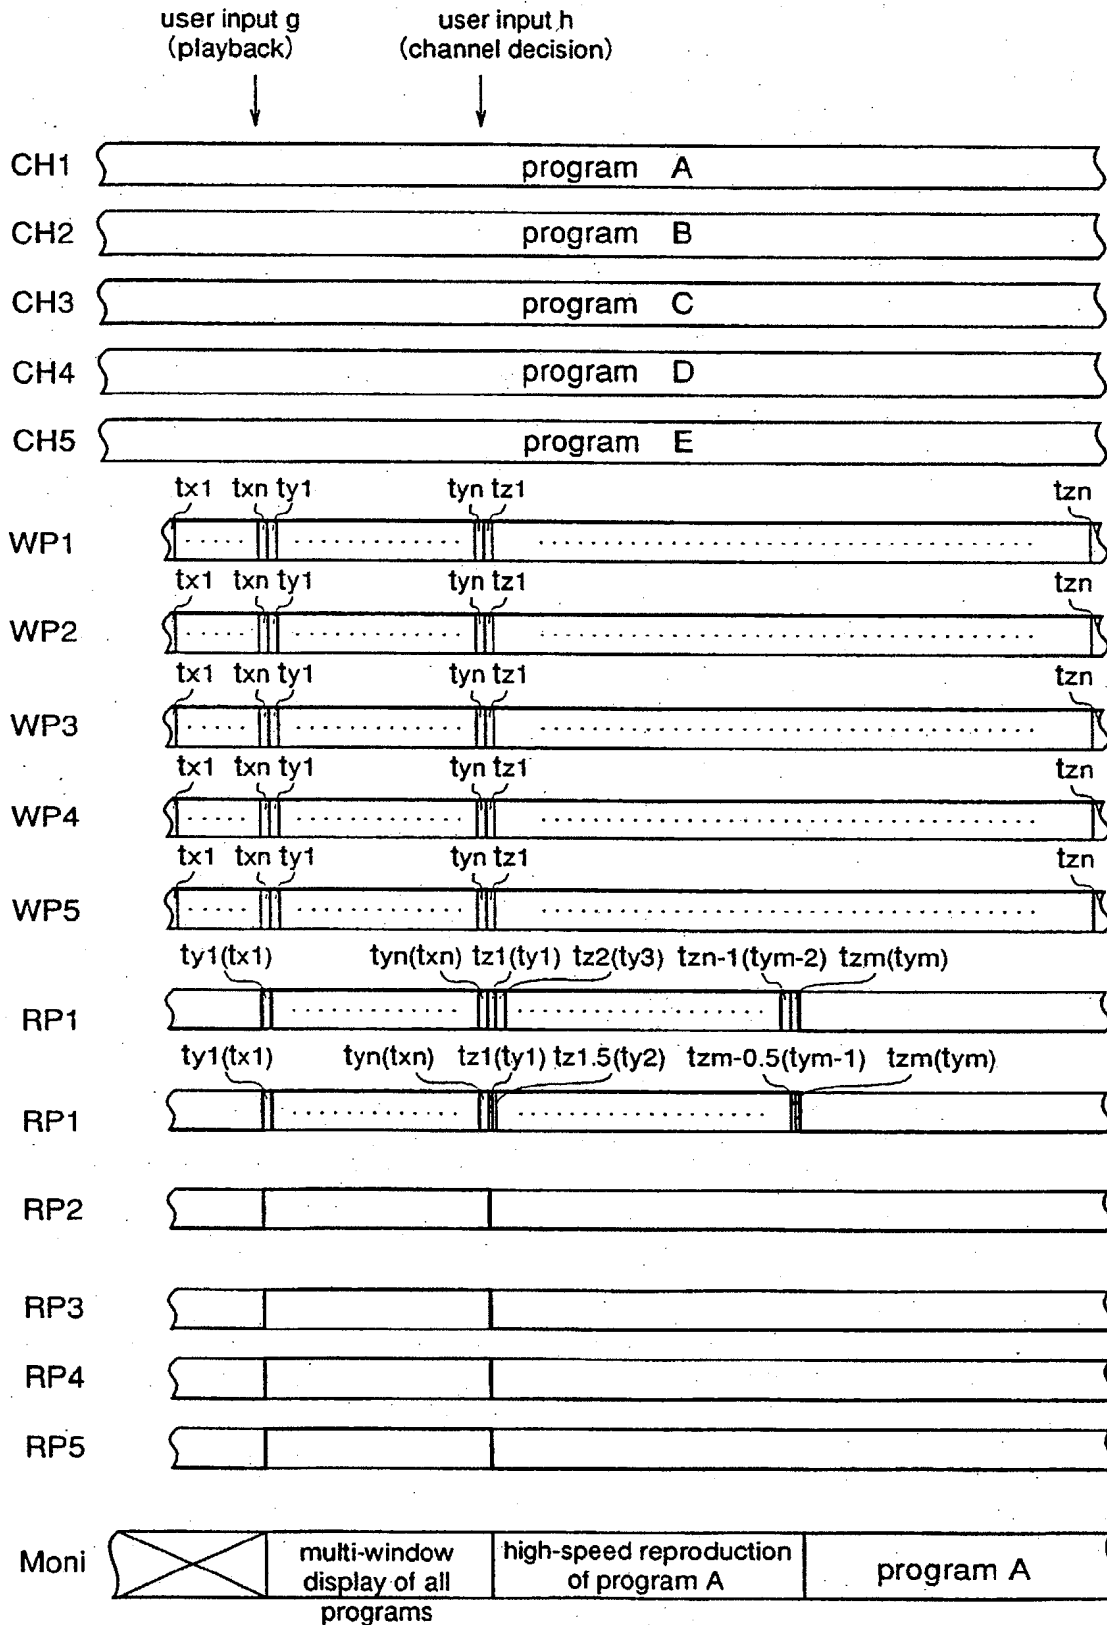 user input g user input h
(playback) (channel decision)
CH1 program A
CH2 program B
CH3 program C
CH4 program D
CH5 program E
tx1 txn ty1 tyn tz1 tzn
WP1
tx1 txn ty1 tyn tz1 tzn
WP2
tx1 txn ty1 tyn tz1 tzn
WP3
tx1 txn ty1 tyn tz1 tzn
WP4
tx1 txn ty1 tyn tz1 tzn
WP5
ty1(tx1) tyn(txn) tz1(ty1) tz2(ty3) tzn-1(tym-2) tzm(tym)
RP1
ty1(tx1) tyn(txn) tz1(ty1) tz1.5(ty2) tzm-0.5(tym-1) tzm(tym)
RP1
RP2
RP3
RP4
RP5
Moni multi-window display of all programs high-speed reproduction of program A program A